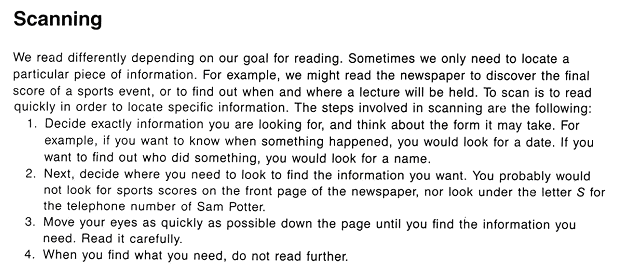 Scanning
We read differently depending on our goal for reading. Sometimes we only need to locate a
particular piece of information. For example, we might read the newspaper to discover the final
score of a sports event, or to find out when and where a lecture will be held. To scan is to read
quickly in order to locate specific information. The steps involved in scanning are the following:
1. Decide exactly information you are looking for, and think about the form it may take. For
example, if you want to know when something happened, you would look for a date. If you
want to find out who did something, you would look for a name.
2. Next, decide where you need to look to find the information you want. You probably would
not look for sports scores on the front page of the newspaper, nor look under the letter S for
the telephone number of Sam Potter.
3. Move your eyes as quickly as possible down the page until you find the information you
need. Read it carefully.
4. When you find what you need, do not read further.